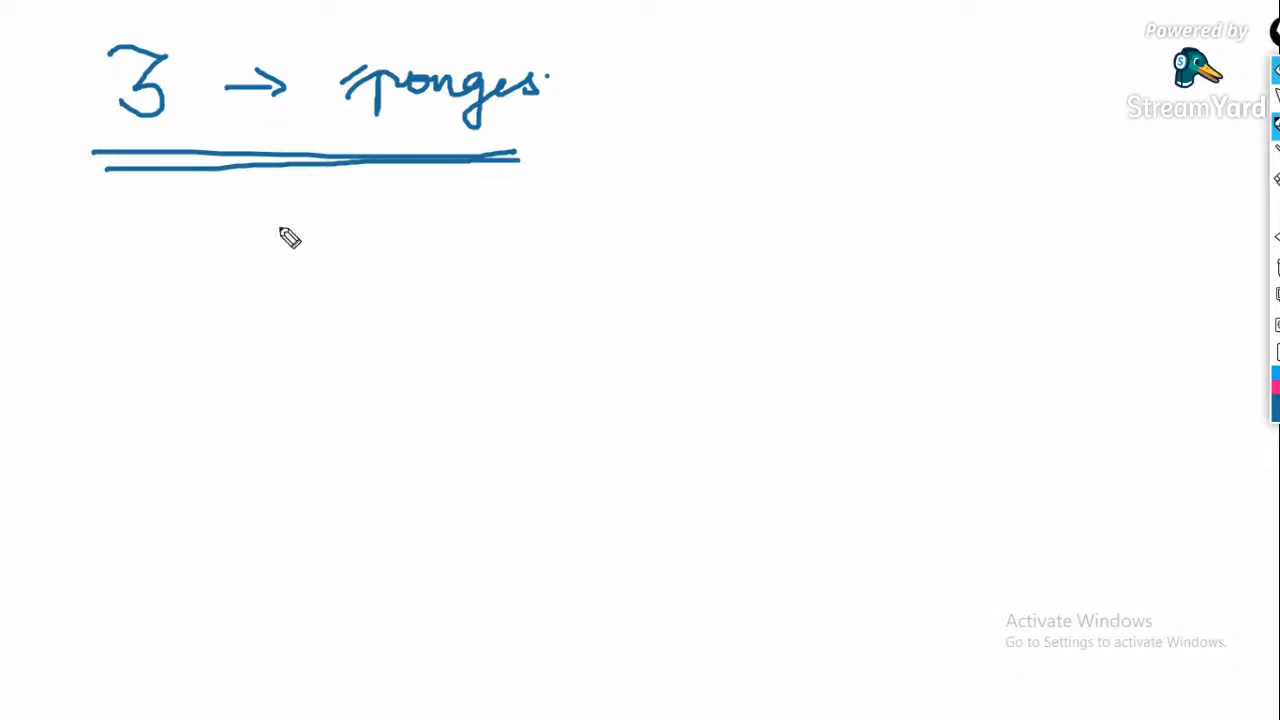 3 → sponges.
Powered by
StreamYard
Activate Windows
Go to Settings to activate Windows.